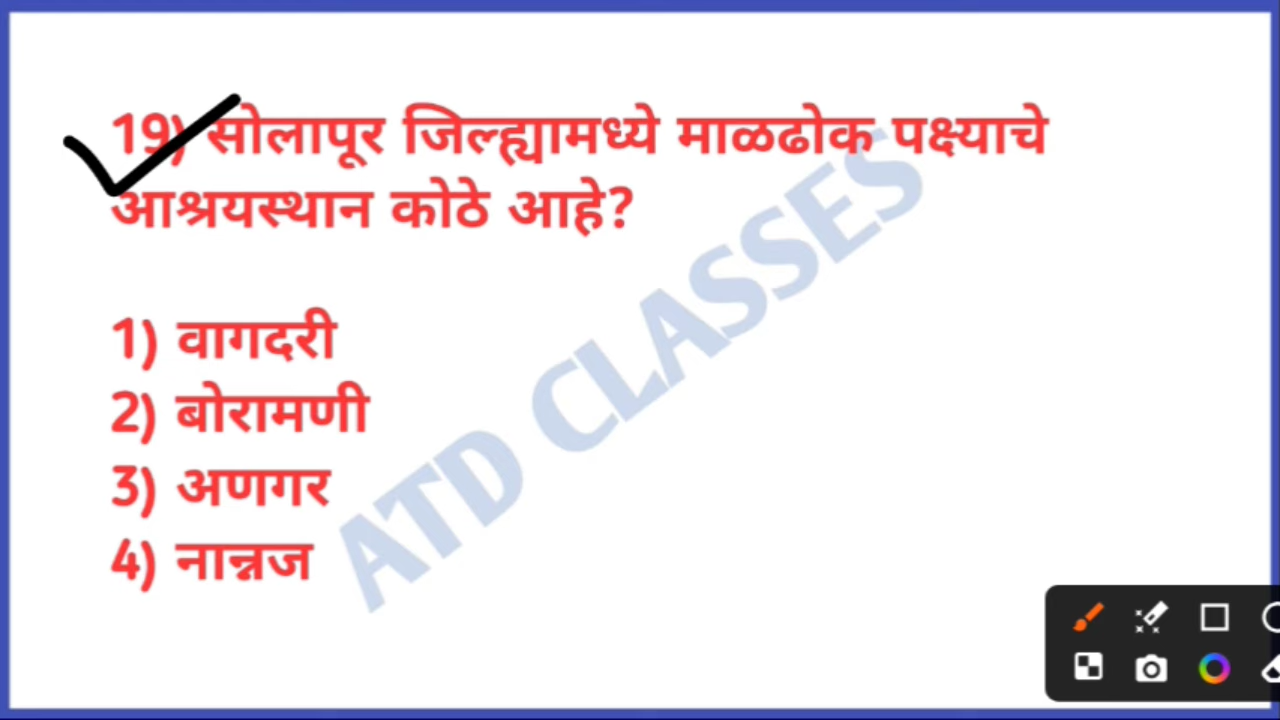 19) सोलापूर जिल्ह्यामध्ये माळढोक पक्ष्याचे
आश्रयस्थान कोठे आहे?
1) वागदरी
2) बोरामणी
3) अणगर
4) नान्नज
ATD CLASSES